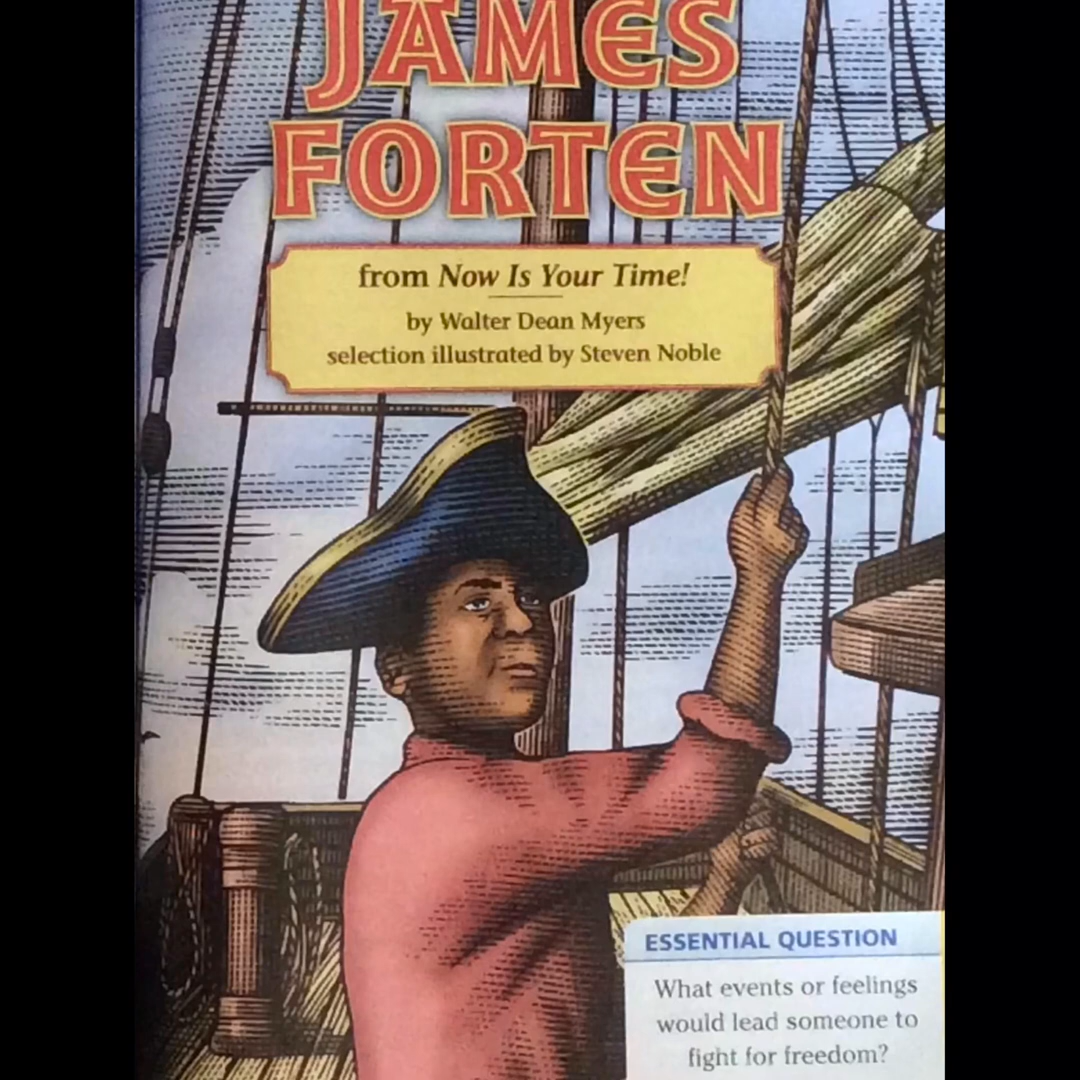 JAMES
FORTEN
from Now Is Your Time!
by Walter Dean Myers
selection illustrated by Steven Noble
ESSENTIAL QUESTION
What events or feelings
would lead someone to
fight for freedom?